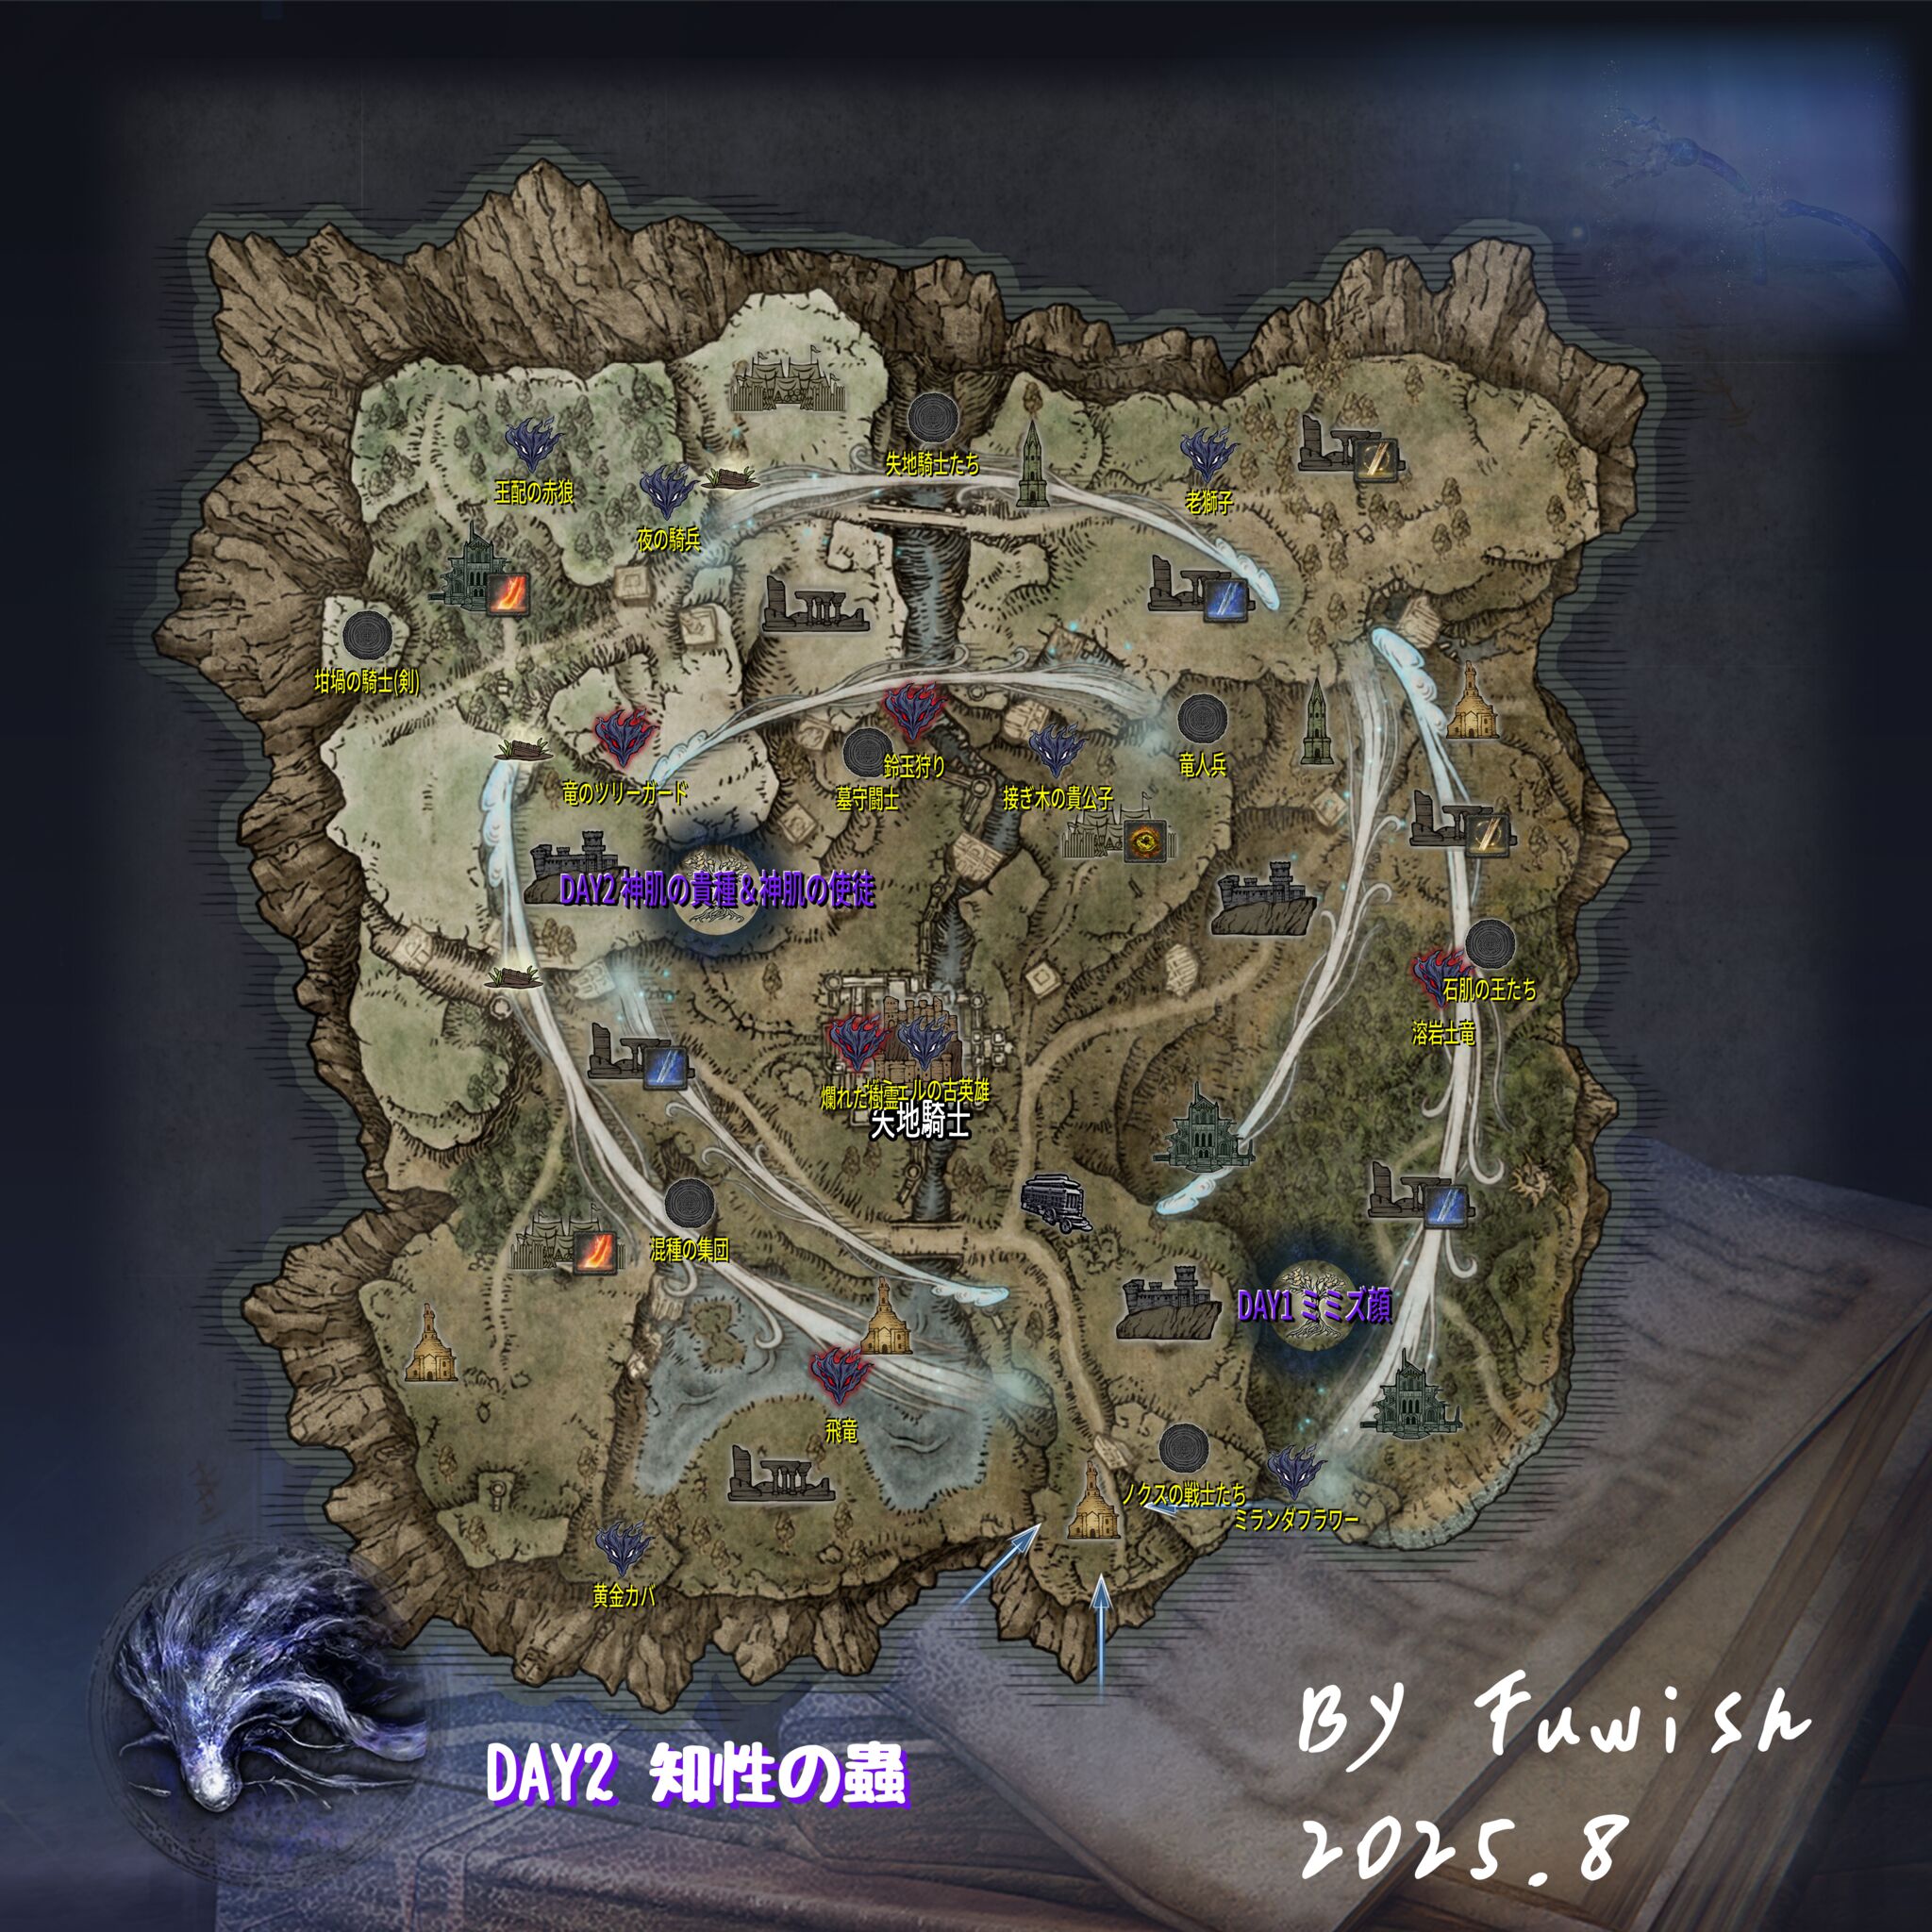 失地騎士たち
王配の赤狼
老獅子
夜の騎兵
坩堝の騎士(剣)
竜のツリーガード
鈴玉狩り
竜人兵
墓守闘士
接ぎ木の貴公子
DAY2 神肌の貴種&神肌の使徒
石肌の王たち
溶岩土竜
爛れた樹霊
エルの古英雄
失地騎士
混種の集団
DAY1 ミミズ顔
飛竜
ノクスの戦士たち
ミランダフラワー
黄金カバ
BY Fuwish
DAY2 知性の蟲
2025.8